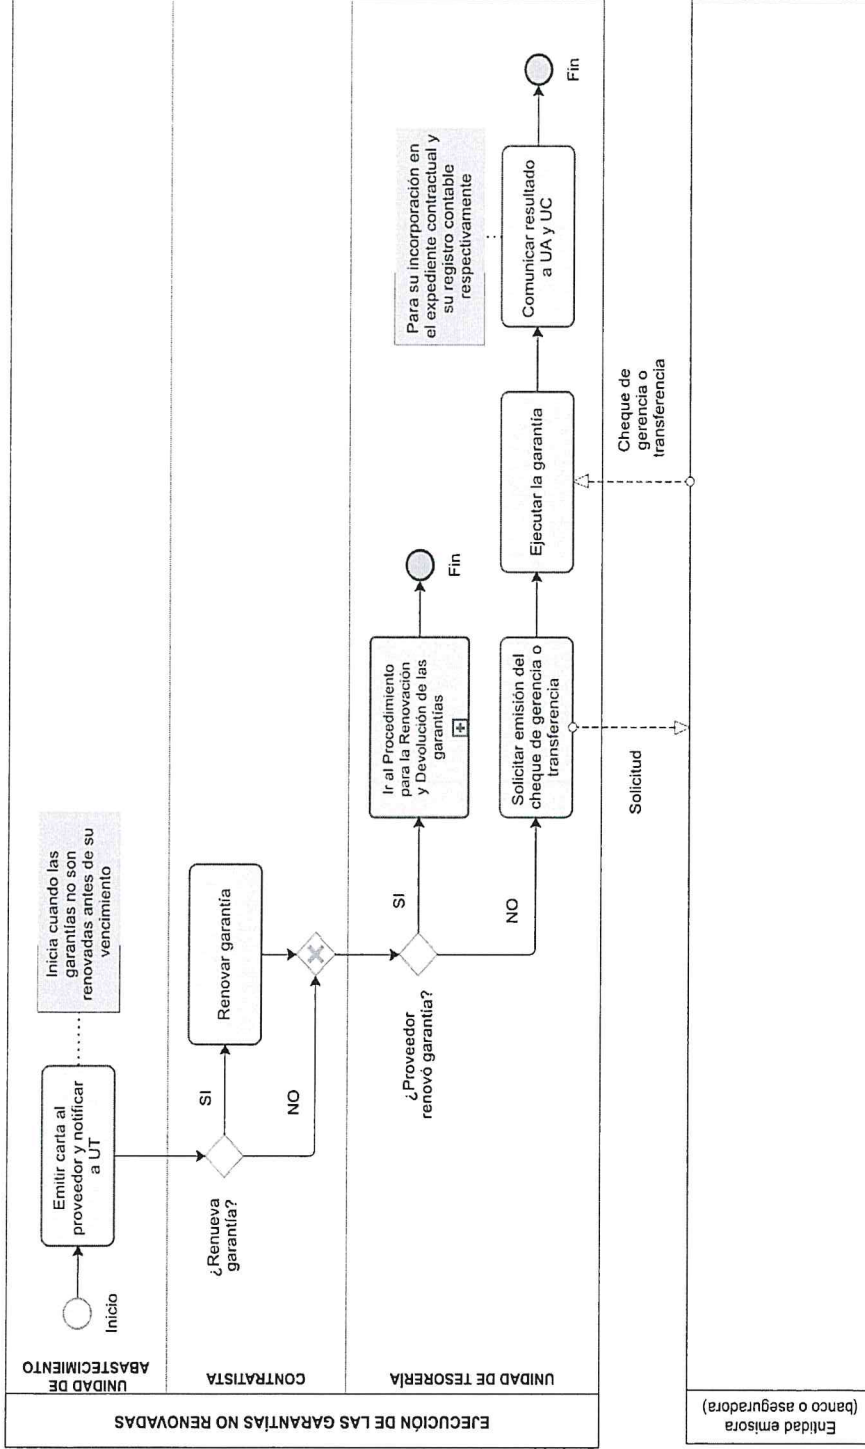 EJECUCIÓN DE LAS GARANTÍAS NO RENOVADAS
UNIDAD DE
ABASTECIMIENTO
Inicio
Emitir carta al
proveedor y notificar
a UT
Inicia cuando las
garantías no son
renovadas antes de su
vencimiento
CONTRATISTA
¿Renueva
garantía?
SI
NO
Renovar garantía
UNIDAD DE TESORERÍA
¿Proveedor
renovó garantía?
SI
NO
Ir al Procedimiento
para la Renovación
y Devolución de las
garantías
Fin
Solicitar emisión del
cheque de gerencia o
transferencia
Ejecutar la garantía
Comunicar resultado
a UA y UC
Para su incorporación en
el expediente contractual y
su registro contable
respectivamente
Fin
Solicitud
Cheque de
gerencia o
transferencia
Entidad emisora
(banco o aseguradora)